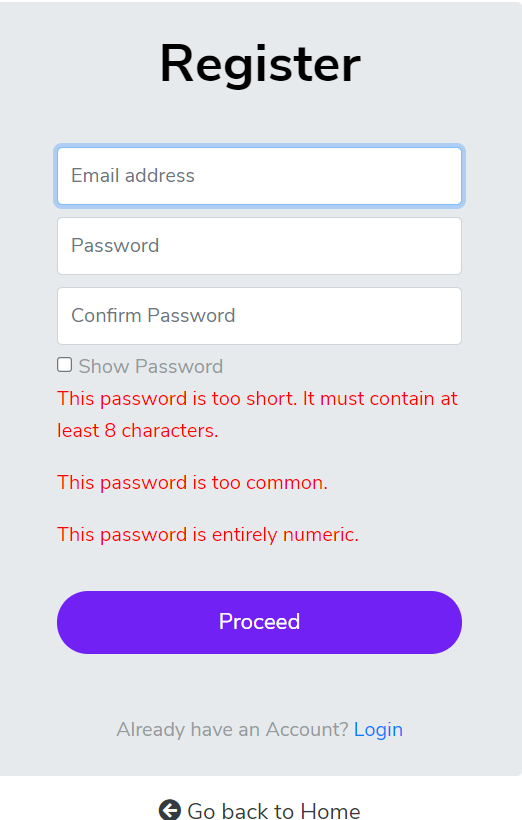 Register
Email address
Password
Confirm Password
Show Password
This password is too short. It must contain at
least 8 characters.
This password is too common.
This password is entirely numeric.
Proceed
Already have an Account? Login
Go back to Home